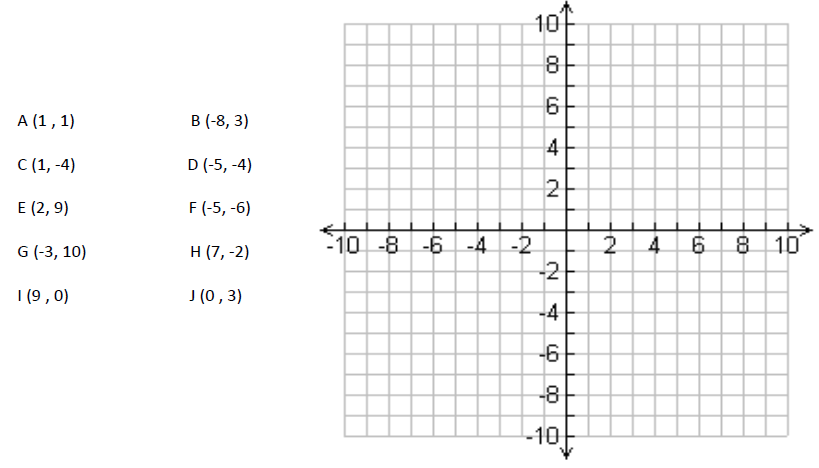 A (1 , 1) B (-8, 3)
C (1, -4) D (-5, -4)
E (2, 9) F (-5, -6)
G (-3, 10) H (7, -2)
I (9 , 0) J (0 , 3)
10
8
6
4
2
-10 -8 -6 -4 -2 2 4 6 8 10
-2
-4
-6
-8
-10